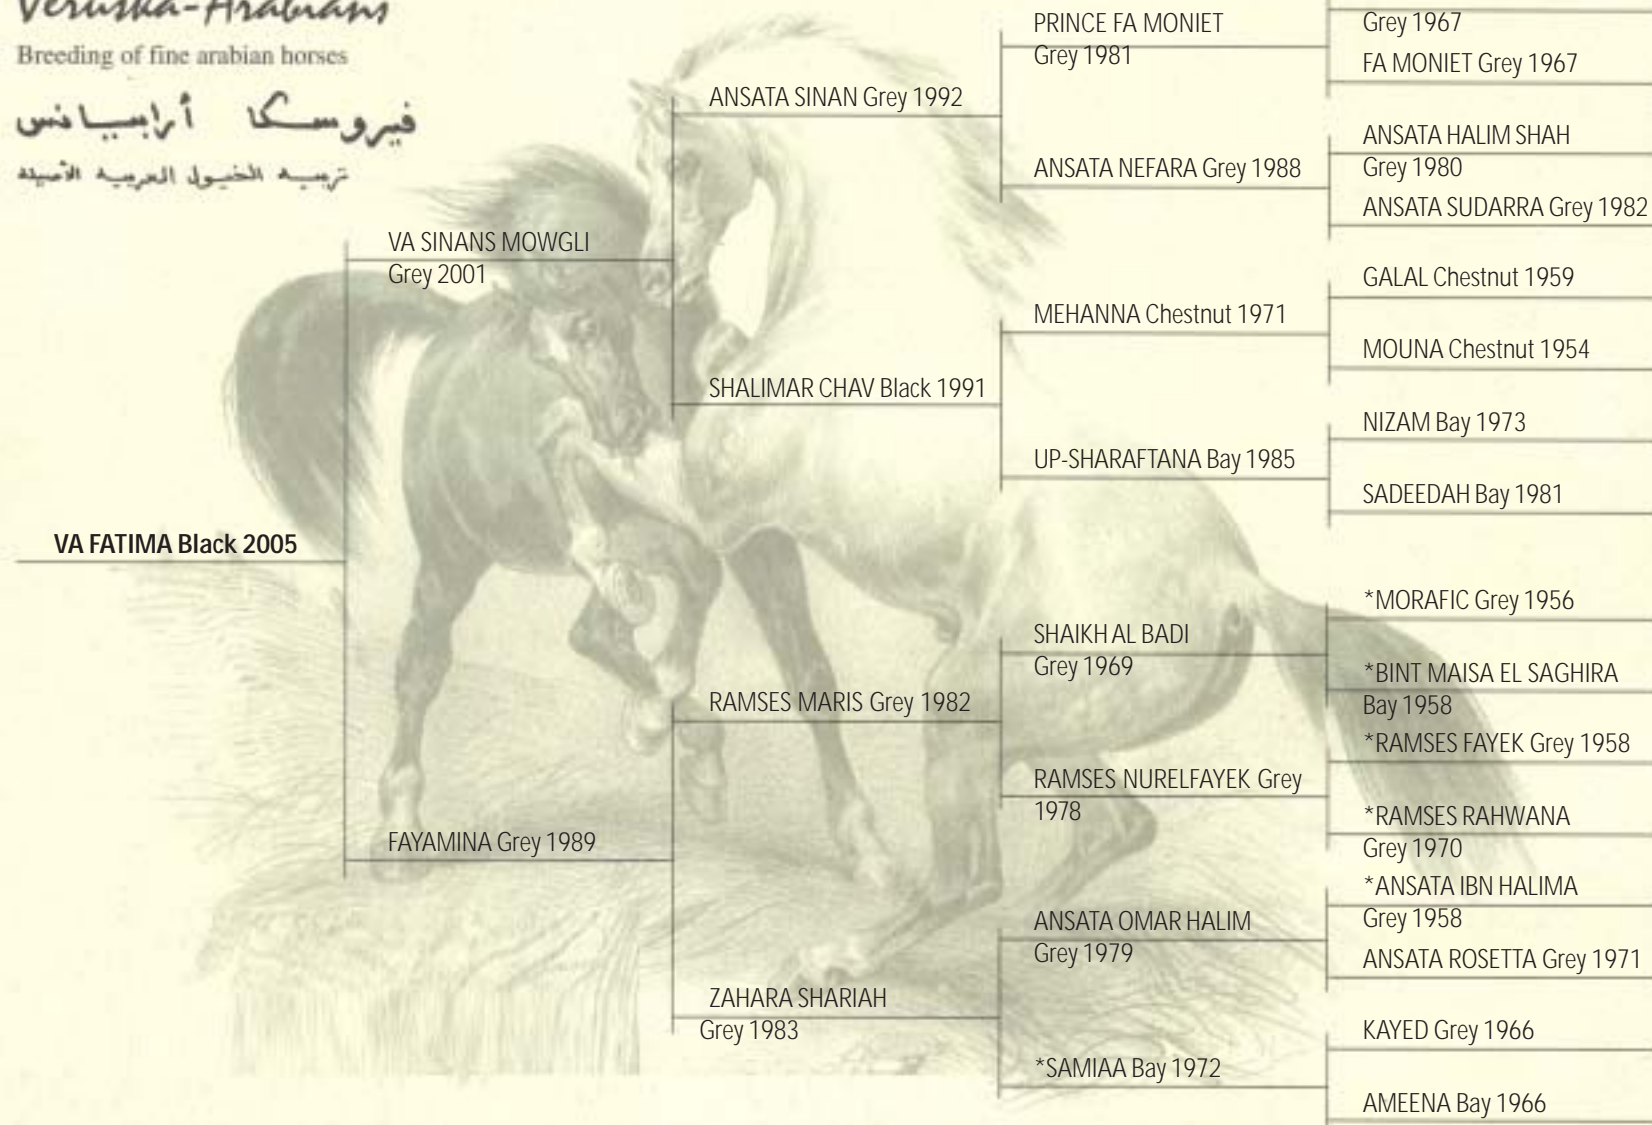 Veruska-Arabians
Breeding of fine arabian horses
فيروسكا أرابيانس
تربيه الخيول العربيه الأصيله
VA FATIMA Black 2005
VA SINANS MOWGLI
Grey 2001
FAYAMINA Grey 1989
ANSATA SINAN Grey 1992
SHALIMAR CHAV Black 1991
RAMSES MARIS Grey 1982
ZAHARA SHARIAH
Grey 1983
PRINCE FA MONIET
Grey 1981
ANSATA NEFARA Grey 1988
MEHANNA Chestnut 1971
UP-SHARAFTANA Bay 1985
SHAIKH AL BADI
Grey 1969
RAMSES NURELFAYEK Grey
1978
ANSATA OMAR HALIM
Grey 1979
*SAMIAA Bay 1972
Grey 1967
FA MONIET Grey 1967
ANSATA HALIM SHAH
Grey 1980
ANSATA SUDARRA Grey 1982
GALAL Chestnut 1959
MOUNA Chestnut 1954
NIZAM Bay 1973
SADEEDAH Bay 1981
*MORAFIC Grey 1956
*BINT MAISA EL SAGHIRA
Bay 1958
*RAMSES FAYEK Grey 1958
*RAMSES RAHWANA
Grey 1970
*ANSATA IBN HALIMA
Grey 1958
ANSATA ROSETTA Grey 1971
KAYED Grey 1966
AMEENA Bay 1966